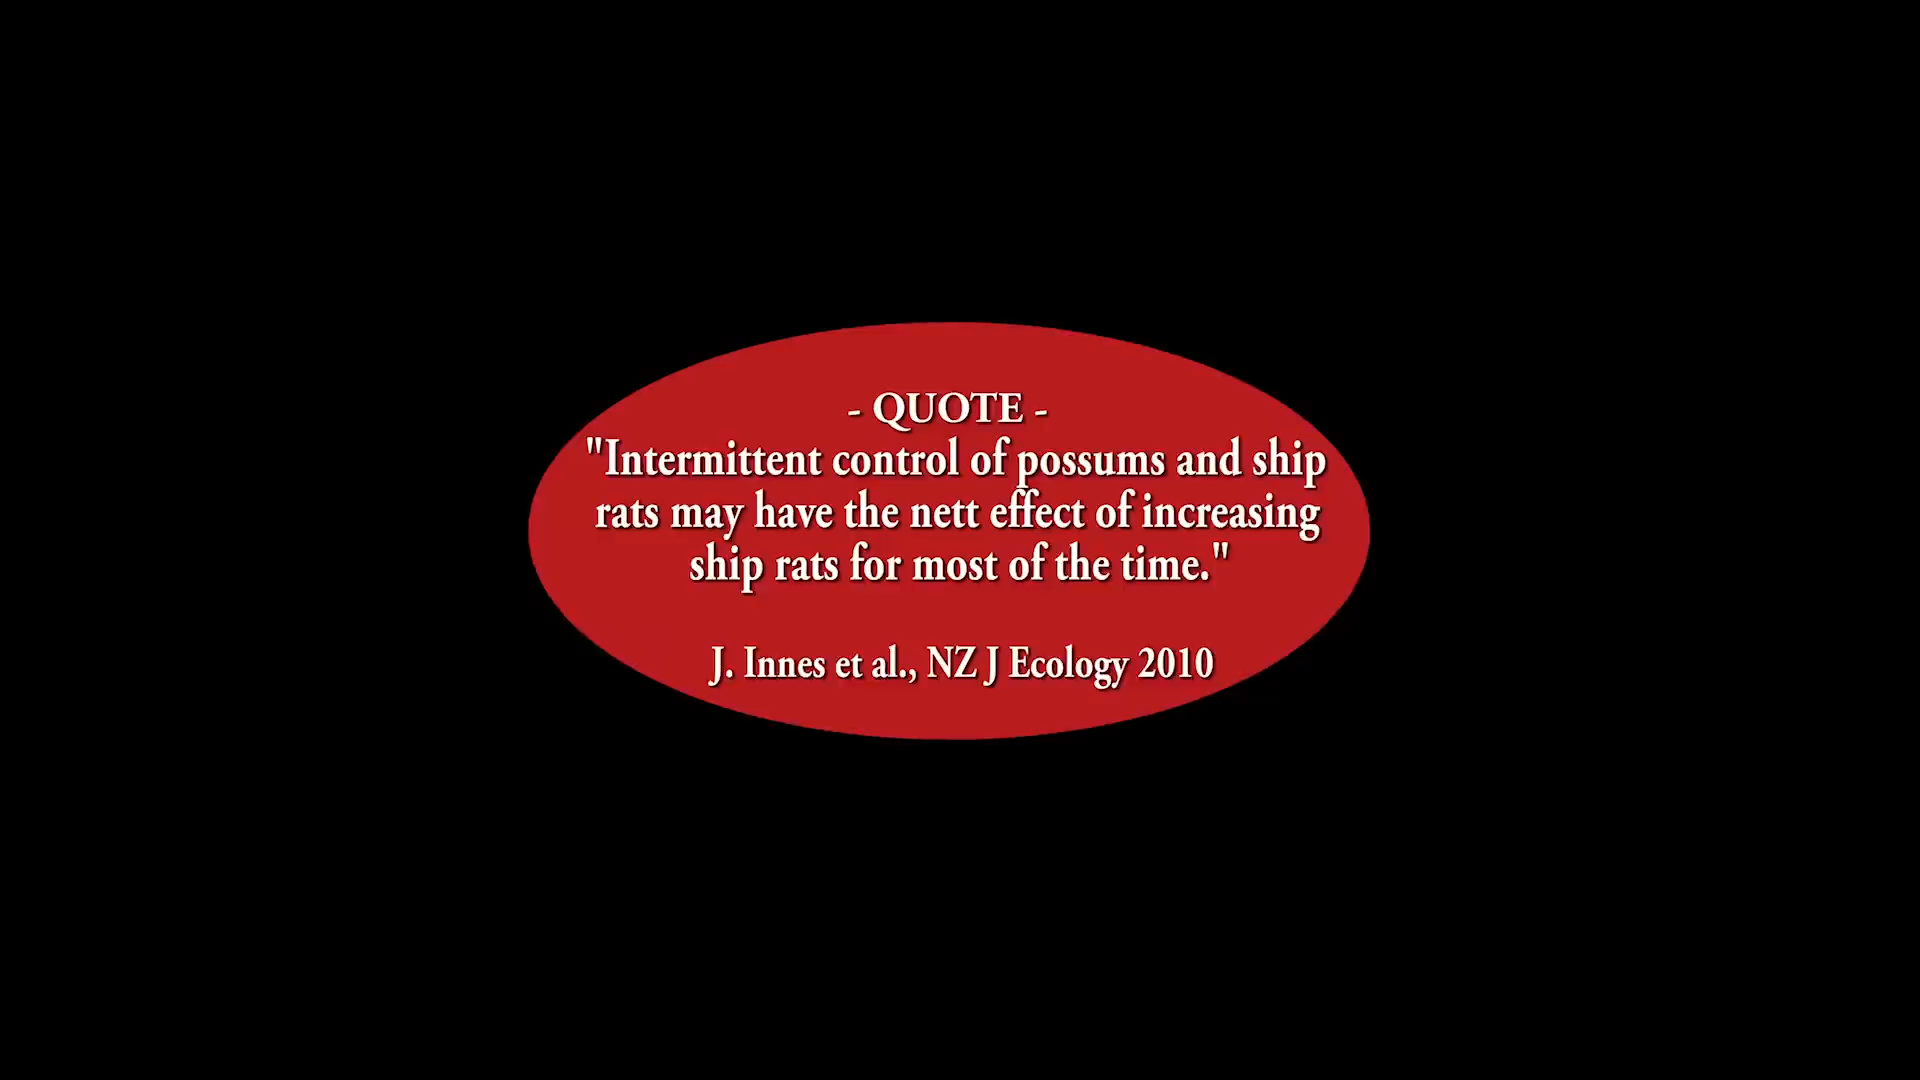 - QUOTE -
"Intermittent control of possums and ship
rats may have the nett effect of increasing
ship rats for most of the time."
J. Innes et al., NZ J Ecology 2010